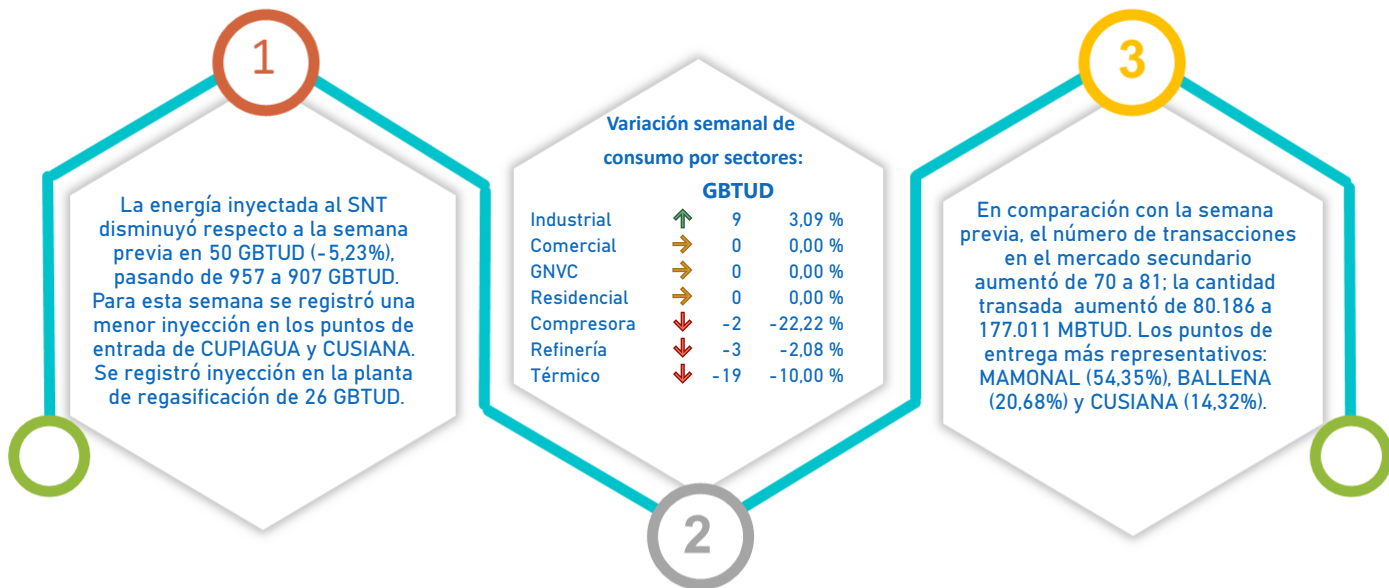 1
La energía inyectada al SNT
disminuyó respecto a la semana
previa en 50 GBTUD (-5,23%),
pasando de 957 a 907 GBTUD.
Para esta semana se registró una
menor inyección en los puntos de
entrada de CUPIAGUA y CUSIANA.
Se registró inyección en la planta
de regasificación de 26 GBTUD.
Variación semanal de
consumo por sectores:
GBTUD
Industrial 9 3,09 %
Comercial 0 0,00 %
GNVC 0 0,00 %
Residencial 0 0,00 %
Compresora -2 -22,22 %
Refinería -3 -2,08 %
Térmico -19 -10,00 %
2
3
En comparación con la semana
previa, el número de transacciones
en el mercado secundario
aumentó de 70 a 81; la cantidad
transada aumentó de 80.186 a
177.011 MBTUD. Los puntos de
entrega más representativos:
MAMONAL (54,35%), BALLENA
(20,68%) y CUSIANA (14,32%).